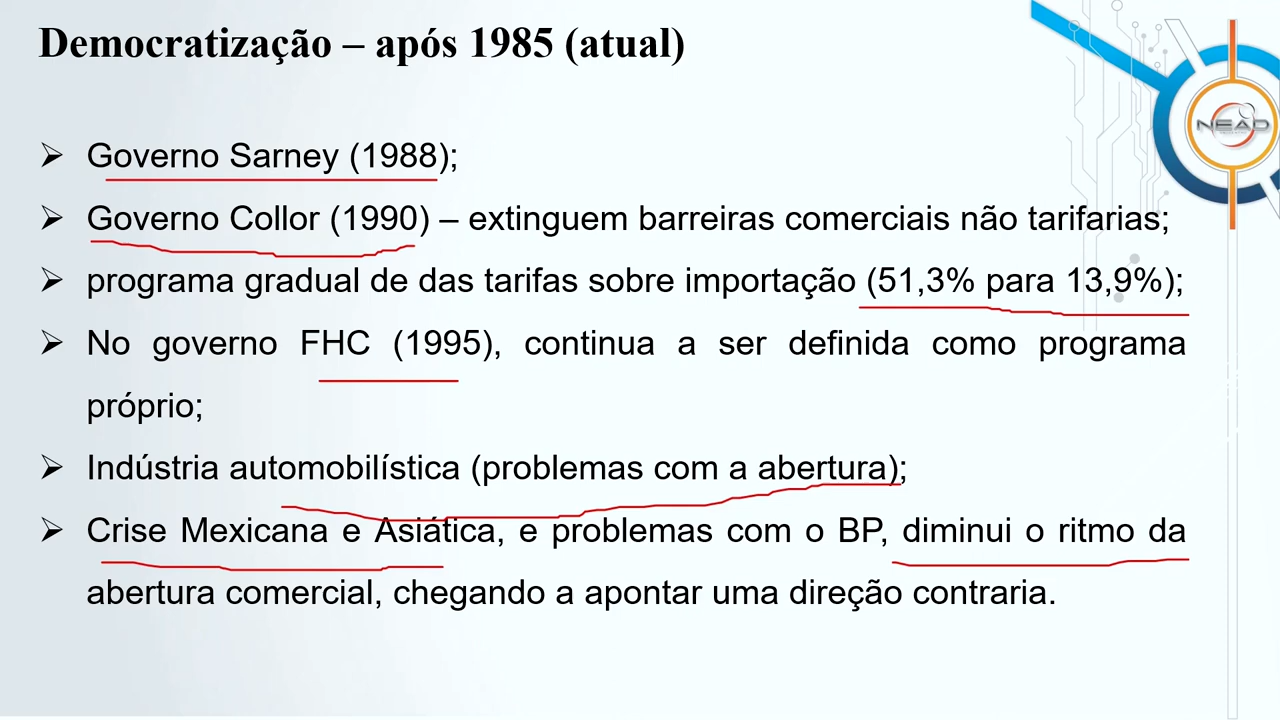 Democratização – após 1985 (atual)
NEAD
➢ Governo Sarney (1988);
➢ Governo Collor (1990) – extinguem barreiras comerciais não tarifarias;
➢ programa gradual de das tarifas sobre importação (51,3% para 13,9%);
➢ No governo FHC (1995), continua a ser definida como programa
próprio;
➢ Indústria automobilística (problemas com a abertura);
➢ Crise Mexicana e Asiática, e problemas com o BP, diminui o ritmo da
abertura comercial, chegando a apontar uma direção contraria.